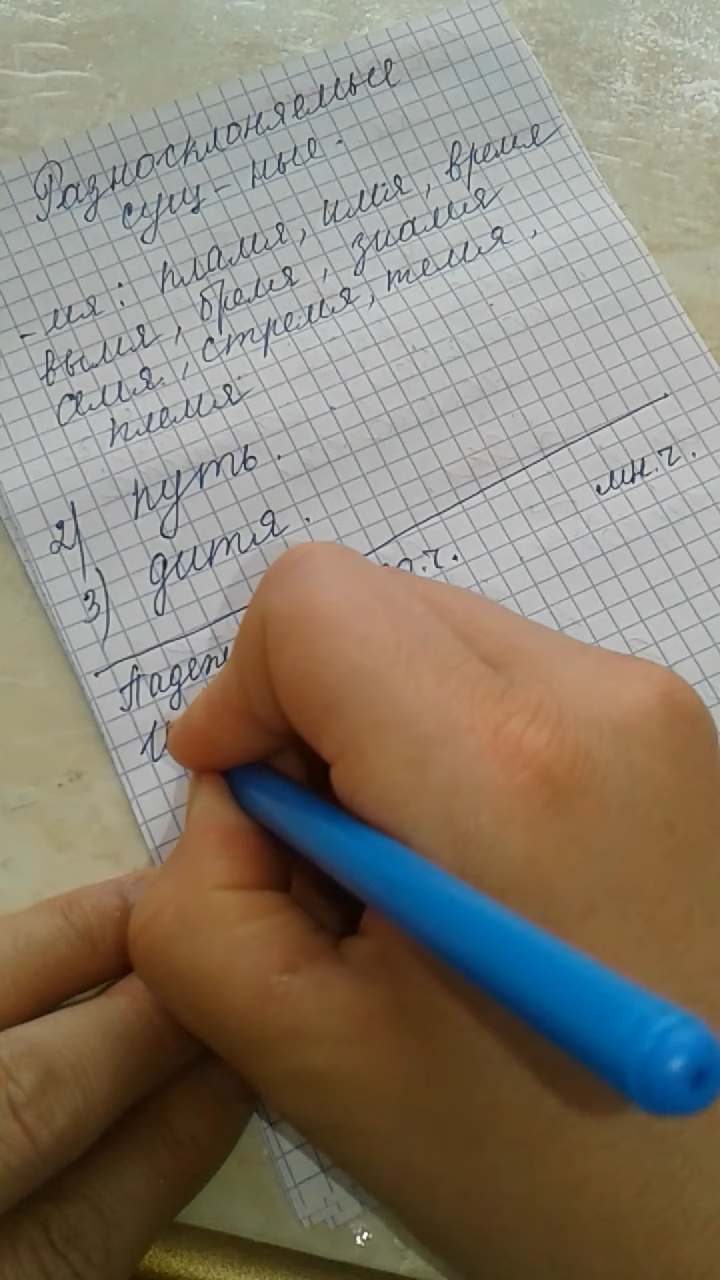 Разносклоняемые
сущ - ные.
-мя: пламя, имя, время
вымя, бремя, знамя
семя, стремя, темя,
племя
2) путь.
3) дитя.
мн.ч.